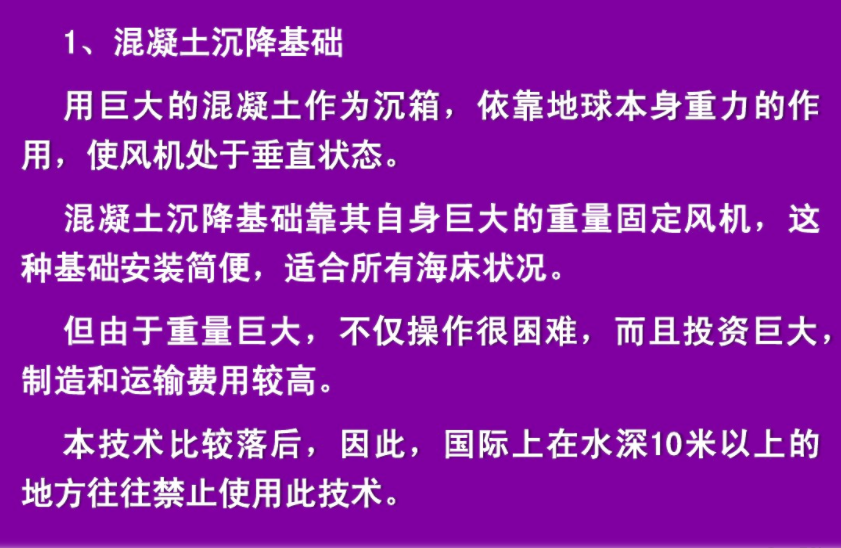 1、混凝土沉降基础
用巨大的混凝土作为沉箱，依靠地球本身重力的作
用，使风机处于垂直状态。
混凝土沉降基础靠其自身巨大的重量固定风机，这
种基础安装简便，适合所有海床状况。
但由于重量巨大，不仅操作很困难，而且投资巨大，
制造和运输费用较高。
本技术比较落后，因此，国际上在水深10米以上的
地方往往禁止使用此技术。